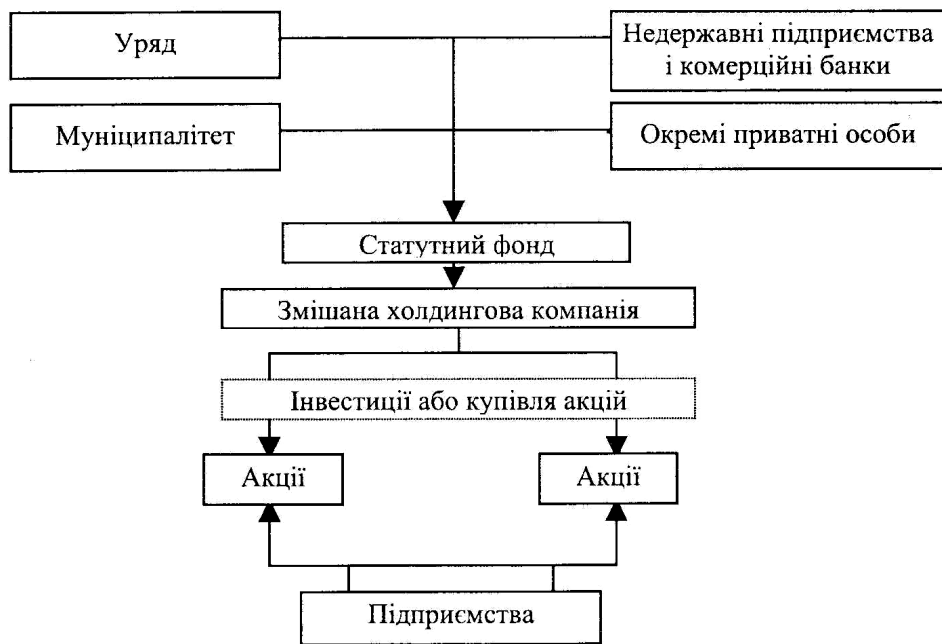 Уряд
Недержавні підприємства
і комерційні банки
Муніципалітет
Окремі приватні особи
Статутний фонд
Змішана холдингова компанія
Інвестиції або купівля акцій
Акції
Акції
Підприємства